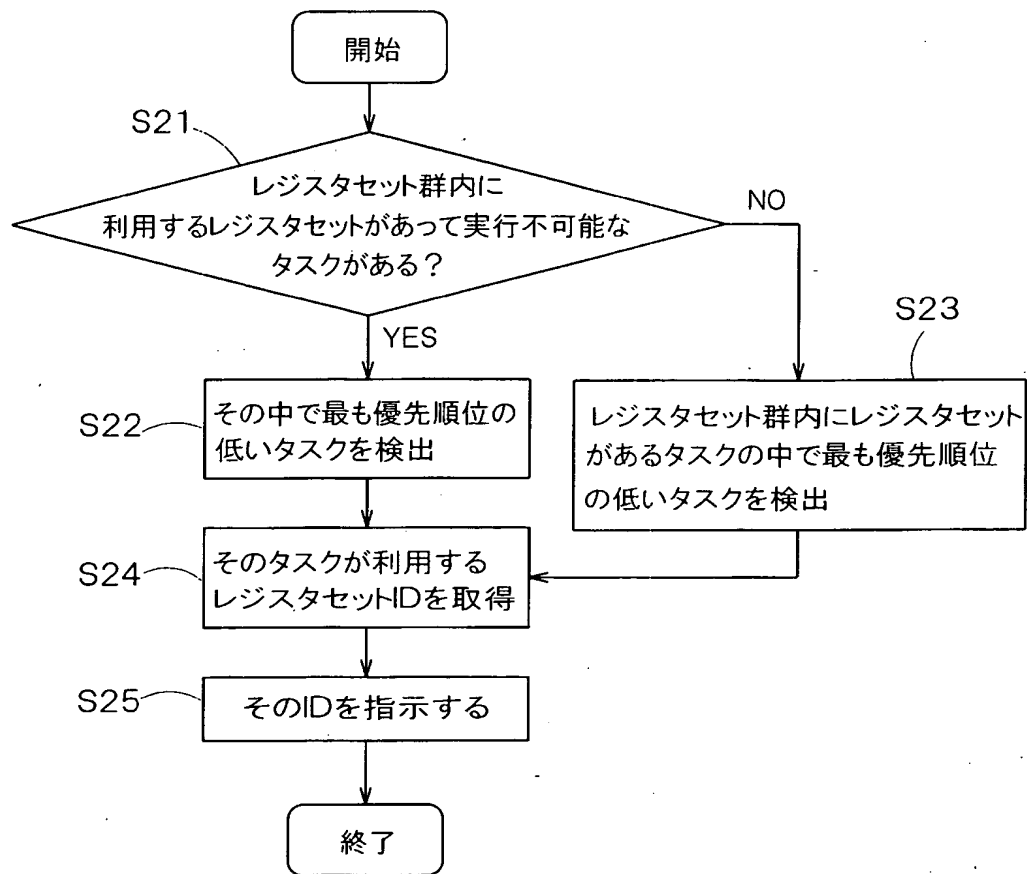 開始
S21
レジスタセット群内に
利用するレジスタセットがあって実行不可能な
タスクがある?
NO
YES
S23
S22
その中で最も優先順位の
低いタスクを検出
レジスタセット群内にレジスタセット
があるタスクの中で最も優先順位
の低いタスクを検出
S24
そのタスクが利用する
レジスタセットIDを取得
S25
そのIDを指示する
終了